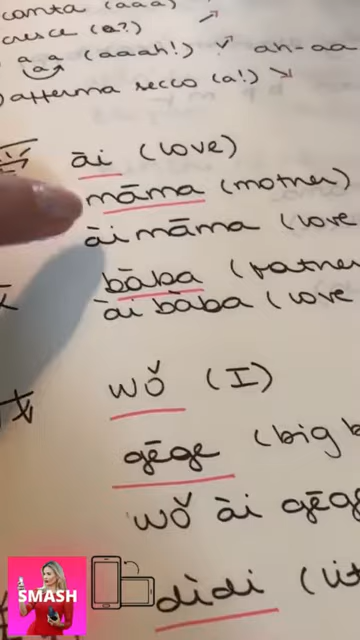 canta (aaa)
cresce (a?)
a a a (aaah!) ah-aa
afferma secco (a!)
ài (love)
māma (mother)
ài māma (love
bàba (father
ài bàba (love
wǒ (I)
gēge (big b
wǒ ài gēge
dìdi (lit
SMASH